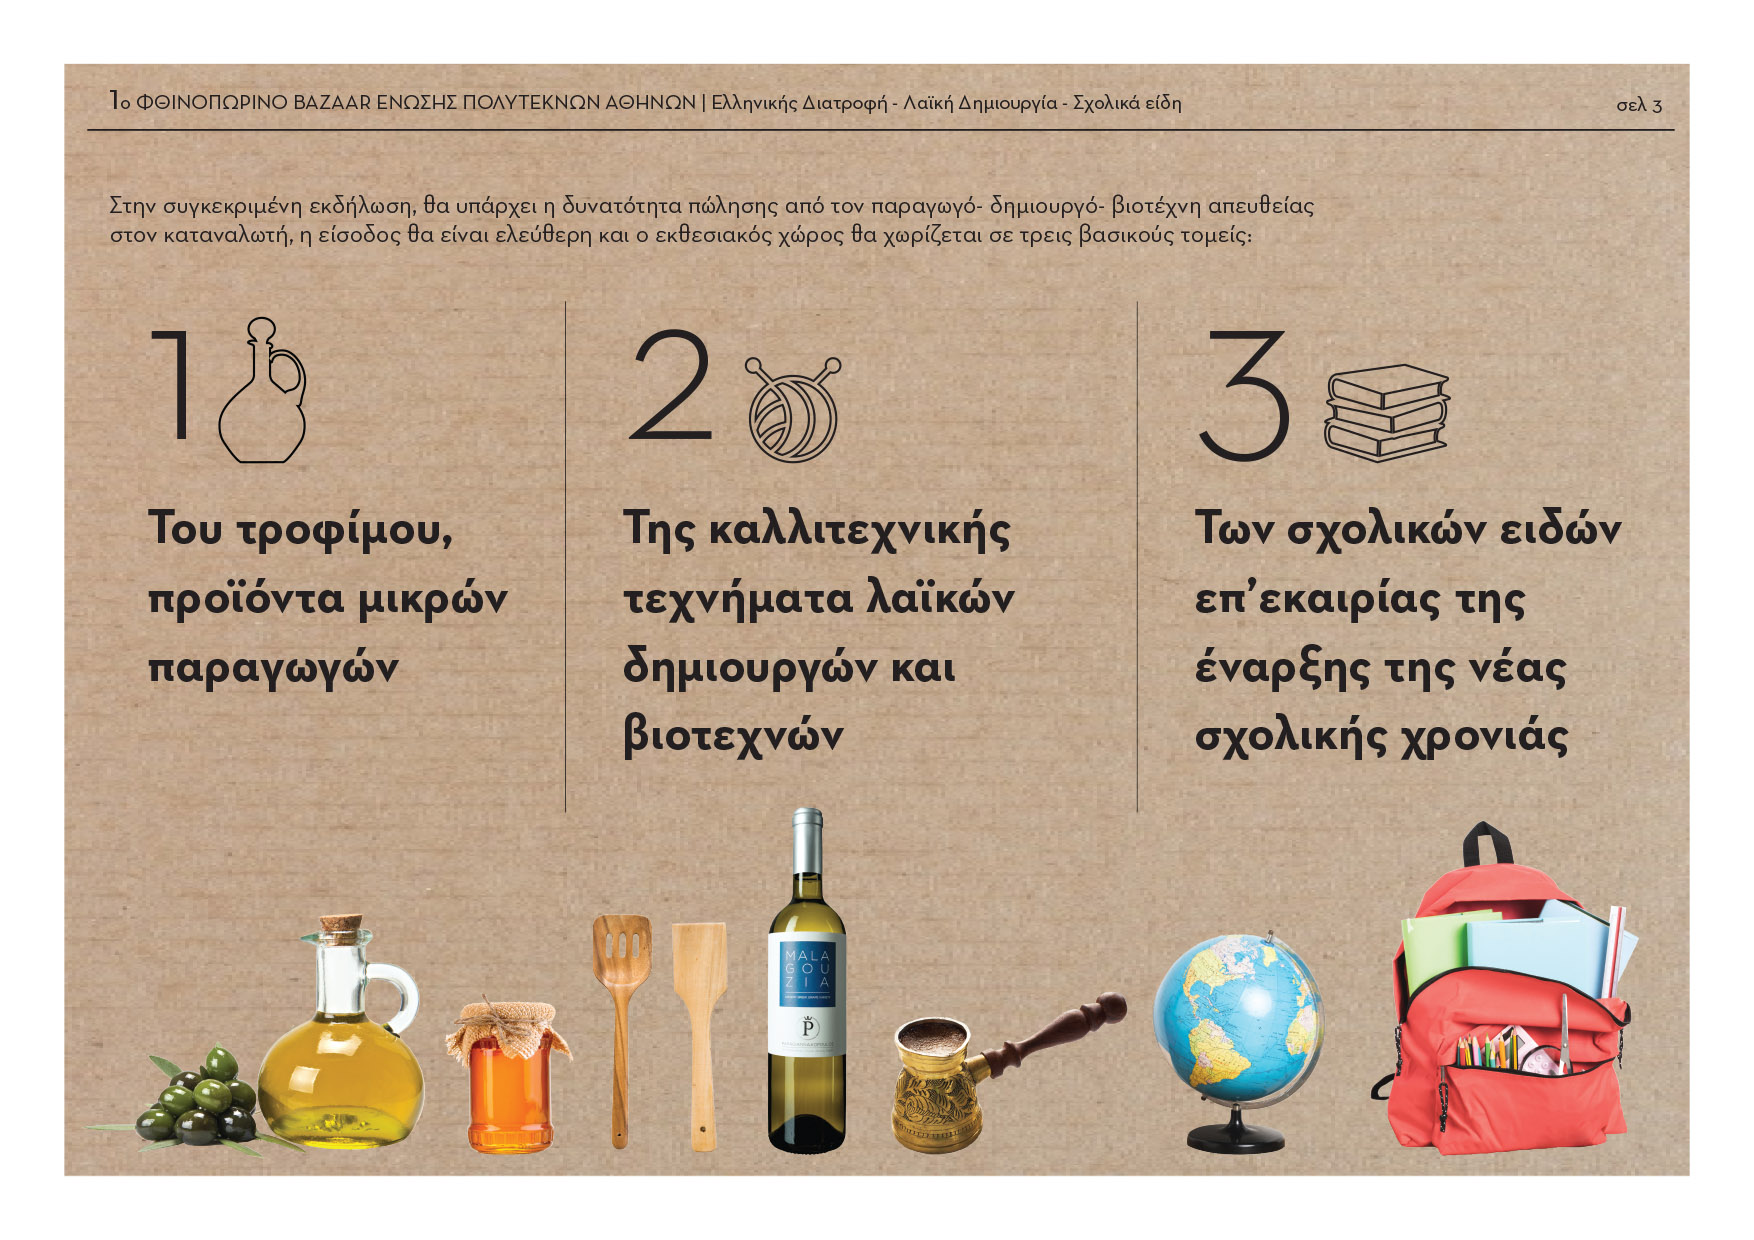 1ο ΦΘΙΝΟΠΩΡΙΝΟ BAZAAR ΕΝΩΣΗΣ ΠΟΛΥΤΕΚΝΩΝ ΑΘΗΝΩΝ | Ελληνικής Διατροφή - Λαϊκή Δημιουργία - Σχολικά είδη
σελ 3
Στην συγκεκριμένη εκδήλωση, θα υπάρχει η δυνατότητα πώλησης από τον παραγωγό- δημιουργό- βιοτέχνη απευθείας
στον καταναλωτή, η είσοδος θα είναι ελεύθερη και ο εκθεσιακός χώρος θα χωρίζεται σε τρεις βασικούς τομείς:
1
Του τροφίμου,
προϊόντα μικρών
παραγωγών
2
Της καλλιτεχνικής
τεχνήματα λαϊκών
δημιουργών και
βιοτεχνών
3
Των σχολικών ειδών
επ’εκαιρίας της
έναρξης της νέας
σχολικής χρονιάς
MALA
GOU
ZIA
P